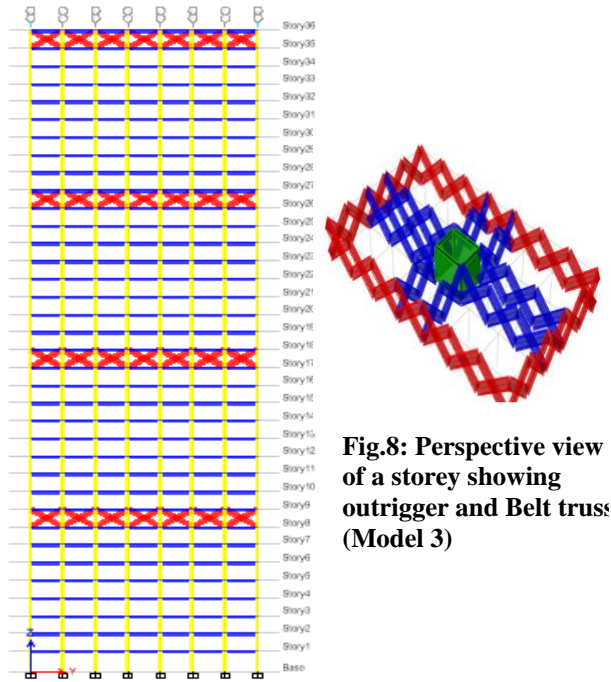 Story36
Story35
Story34
Story33
Story32
Story31
Story30
Story29
Story28
Story27
Story26
Story25
Story24
Story23
Story22
Story21
Story20
Story19
Story18
Story17
Story16
Story15
Story14
Story13
Story12
Story11
Story10
Story9
Story8
Story7
Story6
Story5
Story4
Story3
Story2
Story1
Base
Z
Y
Fig.8: Perspective view
of a storey showing
outrigger and Belt truss
(Model 3)